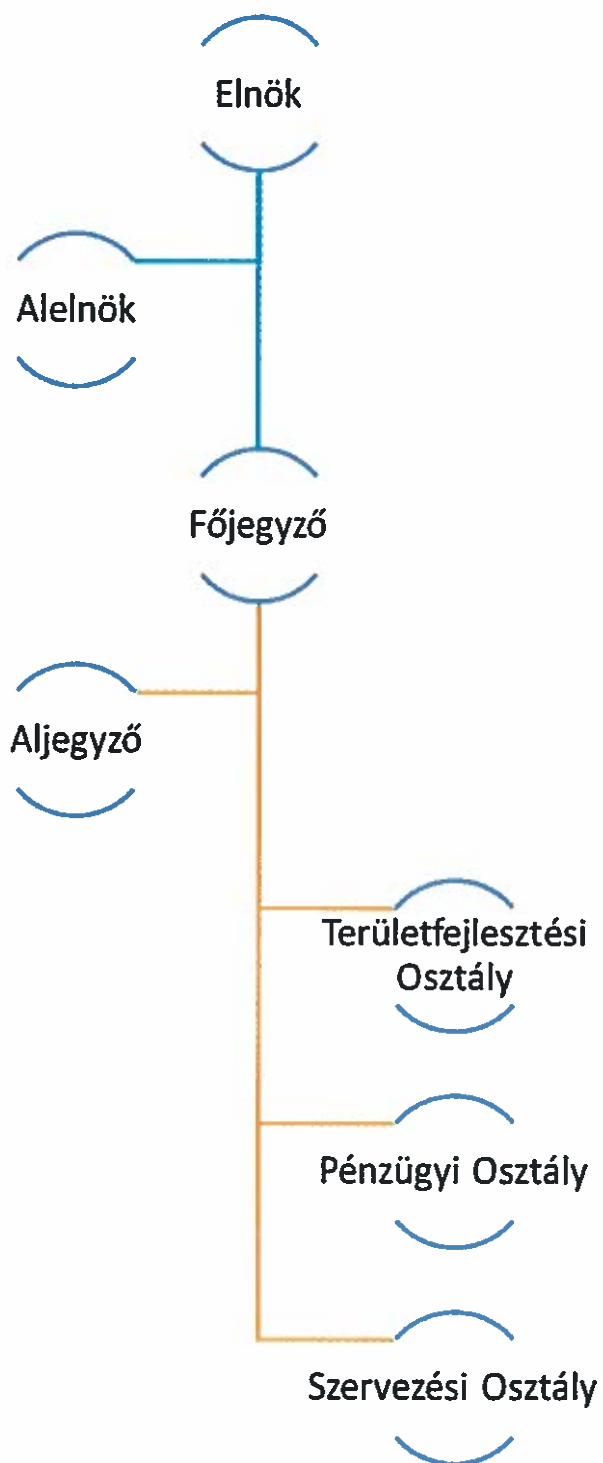 Elnök
Alelnök
Főjegyző
Aljegyző
Területfejlesztési
Osztály
Pénzügyi Osztály
Szervezési Osztály